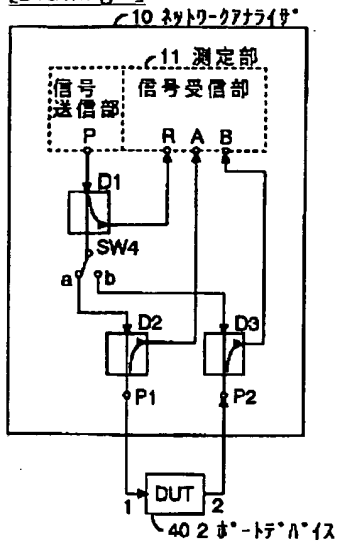 10 ネットワークアナライザ
11 測定部
信号
送信部
信号受信部
P
R A B
D1
SW4
a b
D2
D3
P1
P2
1 DUT 2
40 2 ポートデバイス